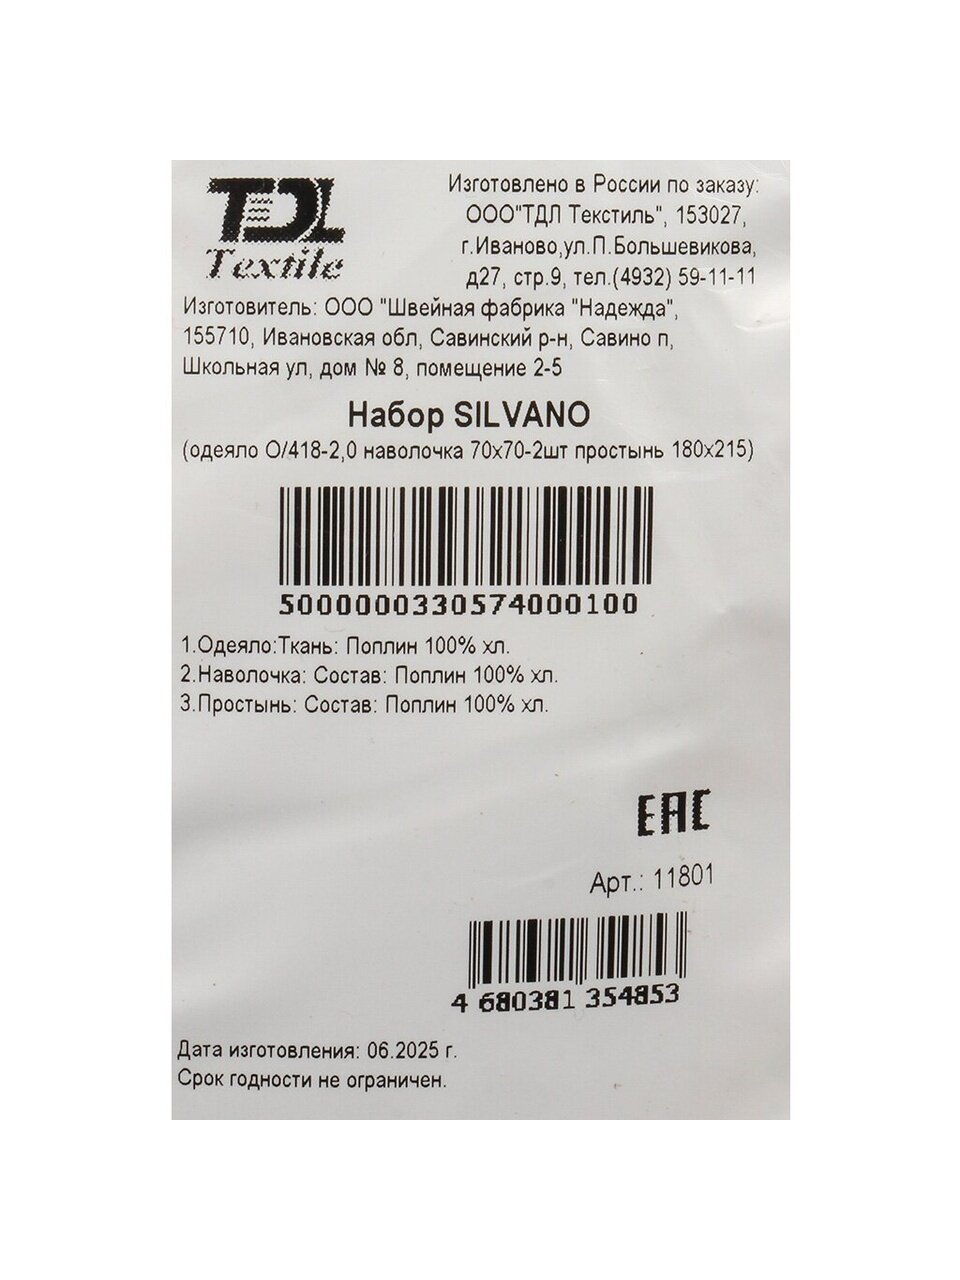 TDL
Textile
Изготовлено в России по заказу:
ООО"ТДЛ Текстиль", 153027,
г.Иваново,ул.П.Большевикова,
д27, стр.9, тел.(4932) 59-11-11
Изготовитель: ООО "Швейная фабрика "Надежда",
155710, Ивановская обл, Савинский р-н, Савино п,
Школьная ул, дом № 8, помещение 2-5
Набор SILVANO
(одеяло О/418-2,0 наволочка 70х70-2шт простынь 180х215)
5000000330574000100
1.Одеяло:Ткань: Поплин 100% хл.
2.Наволочка: Состав: Поплин 100% хл.
3.Простынь: Состав: Поплин 100% хл.
ЕАС
Арт.: 11801
4 680381 354853
Дата изготовления: 06.2025 г.
Срок годности не ограничен.